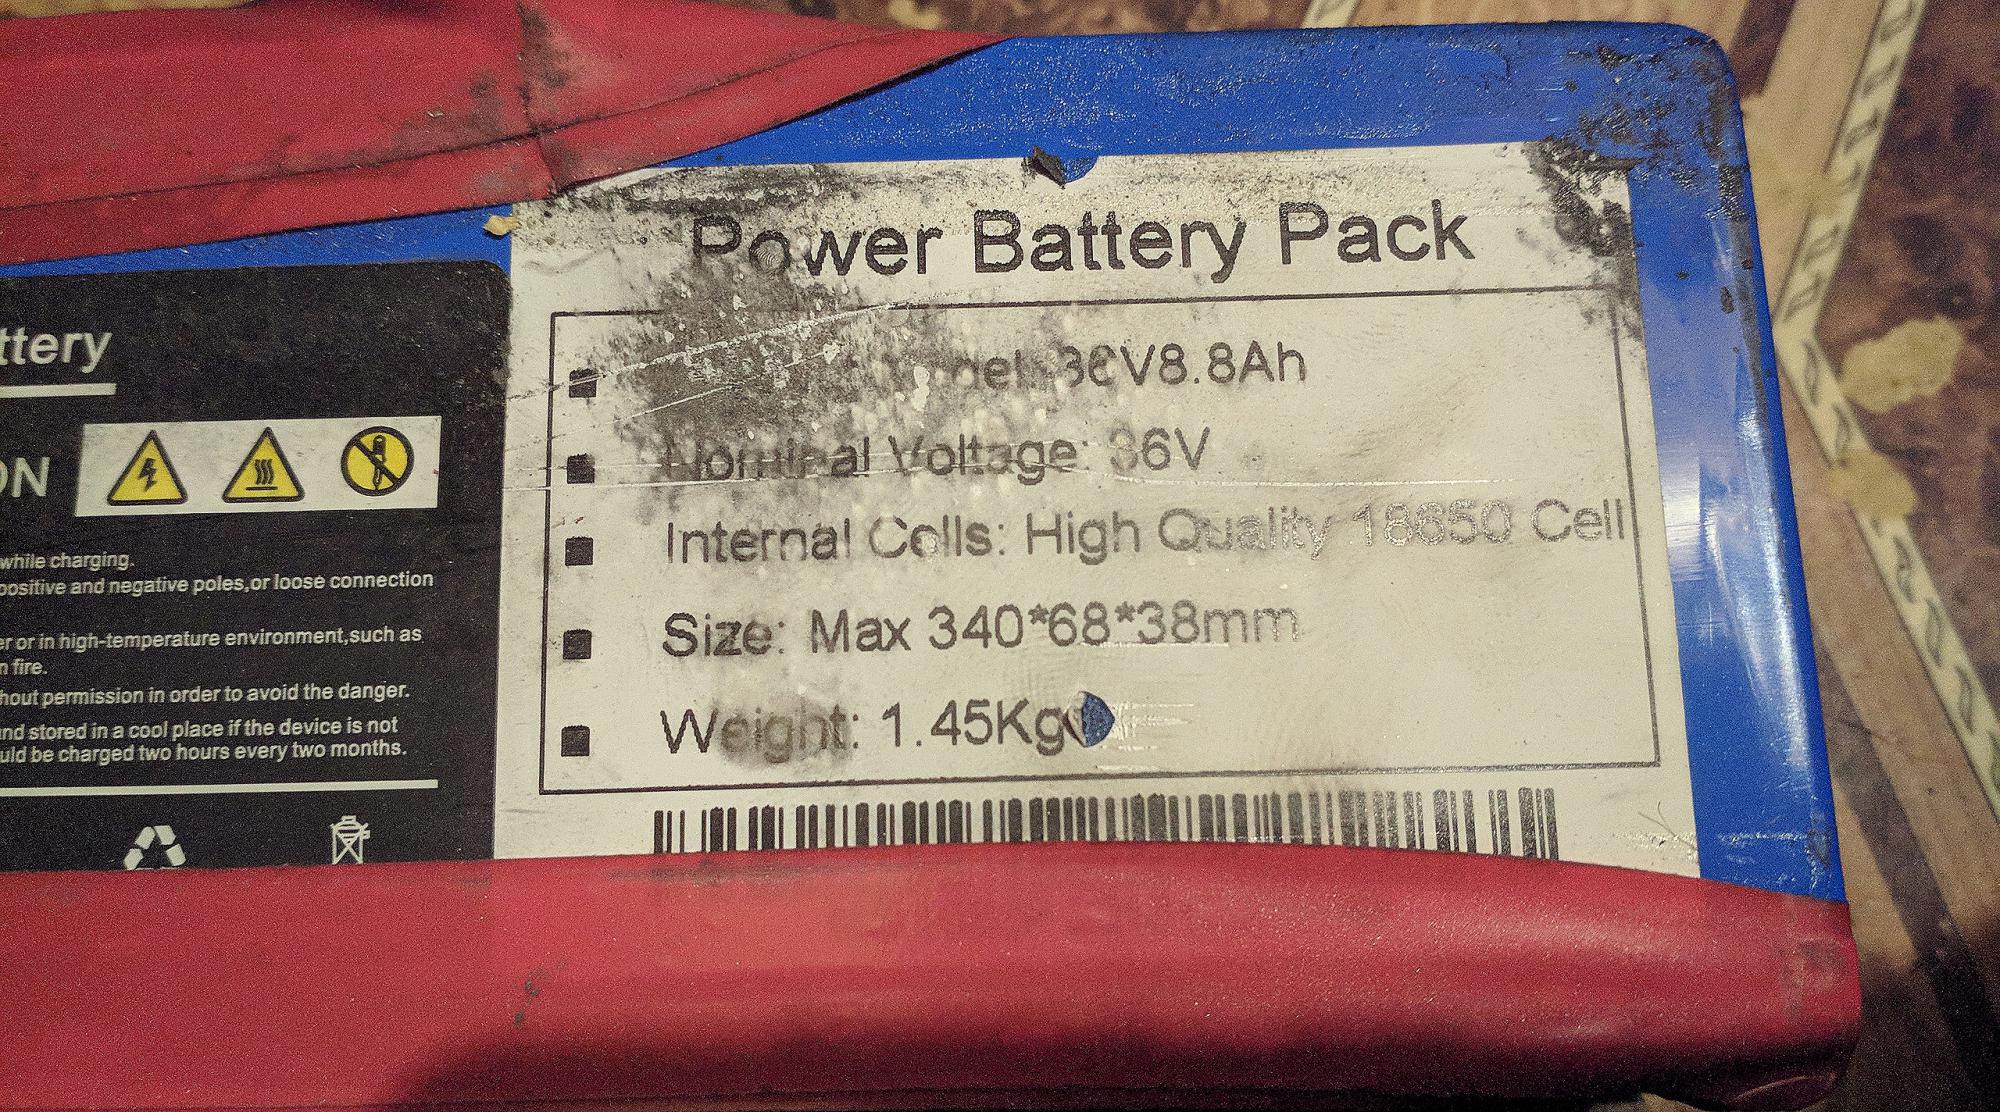 Power Battery Pack
36V8.8Ah
Nominal Voltage: 36V
Internal Cells: High Quality 18650 Cell
Size: Max 340*68*38mm
Weight: 1.45Kg
ttery
ON
while charging.
positive and negative poles,or loose connection
er or in high-temperature environment,such as
n fire.
hout permission in order to avoid the danger.
and stored in a cool place if the device is not
uld be charged two hours every two months.